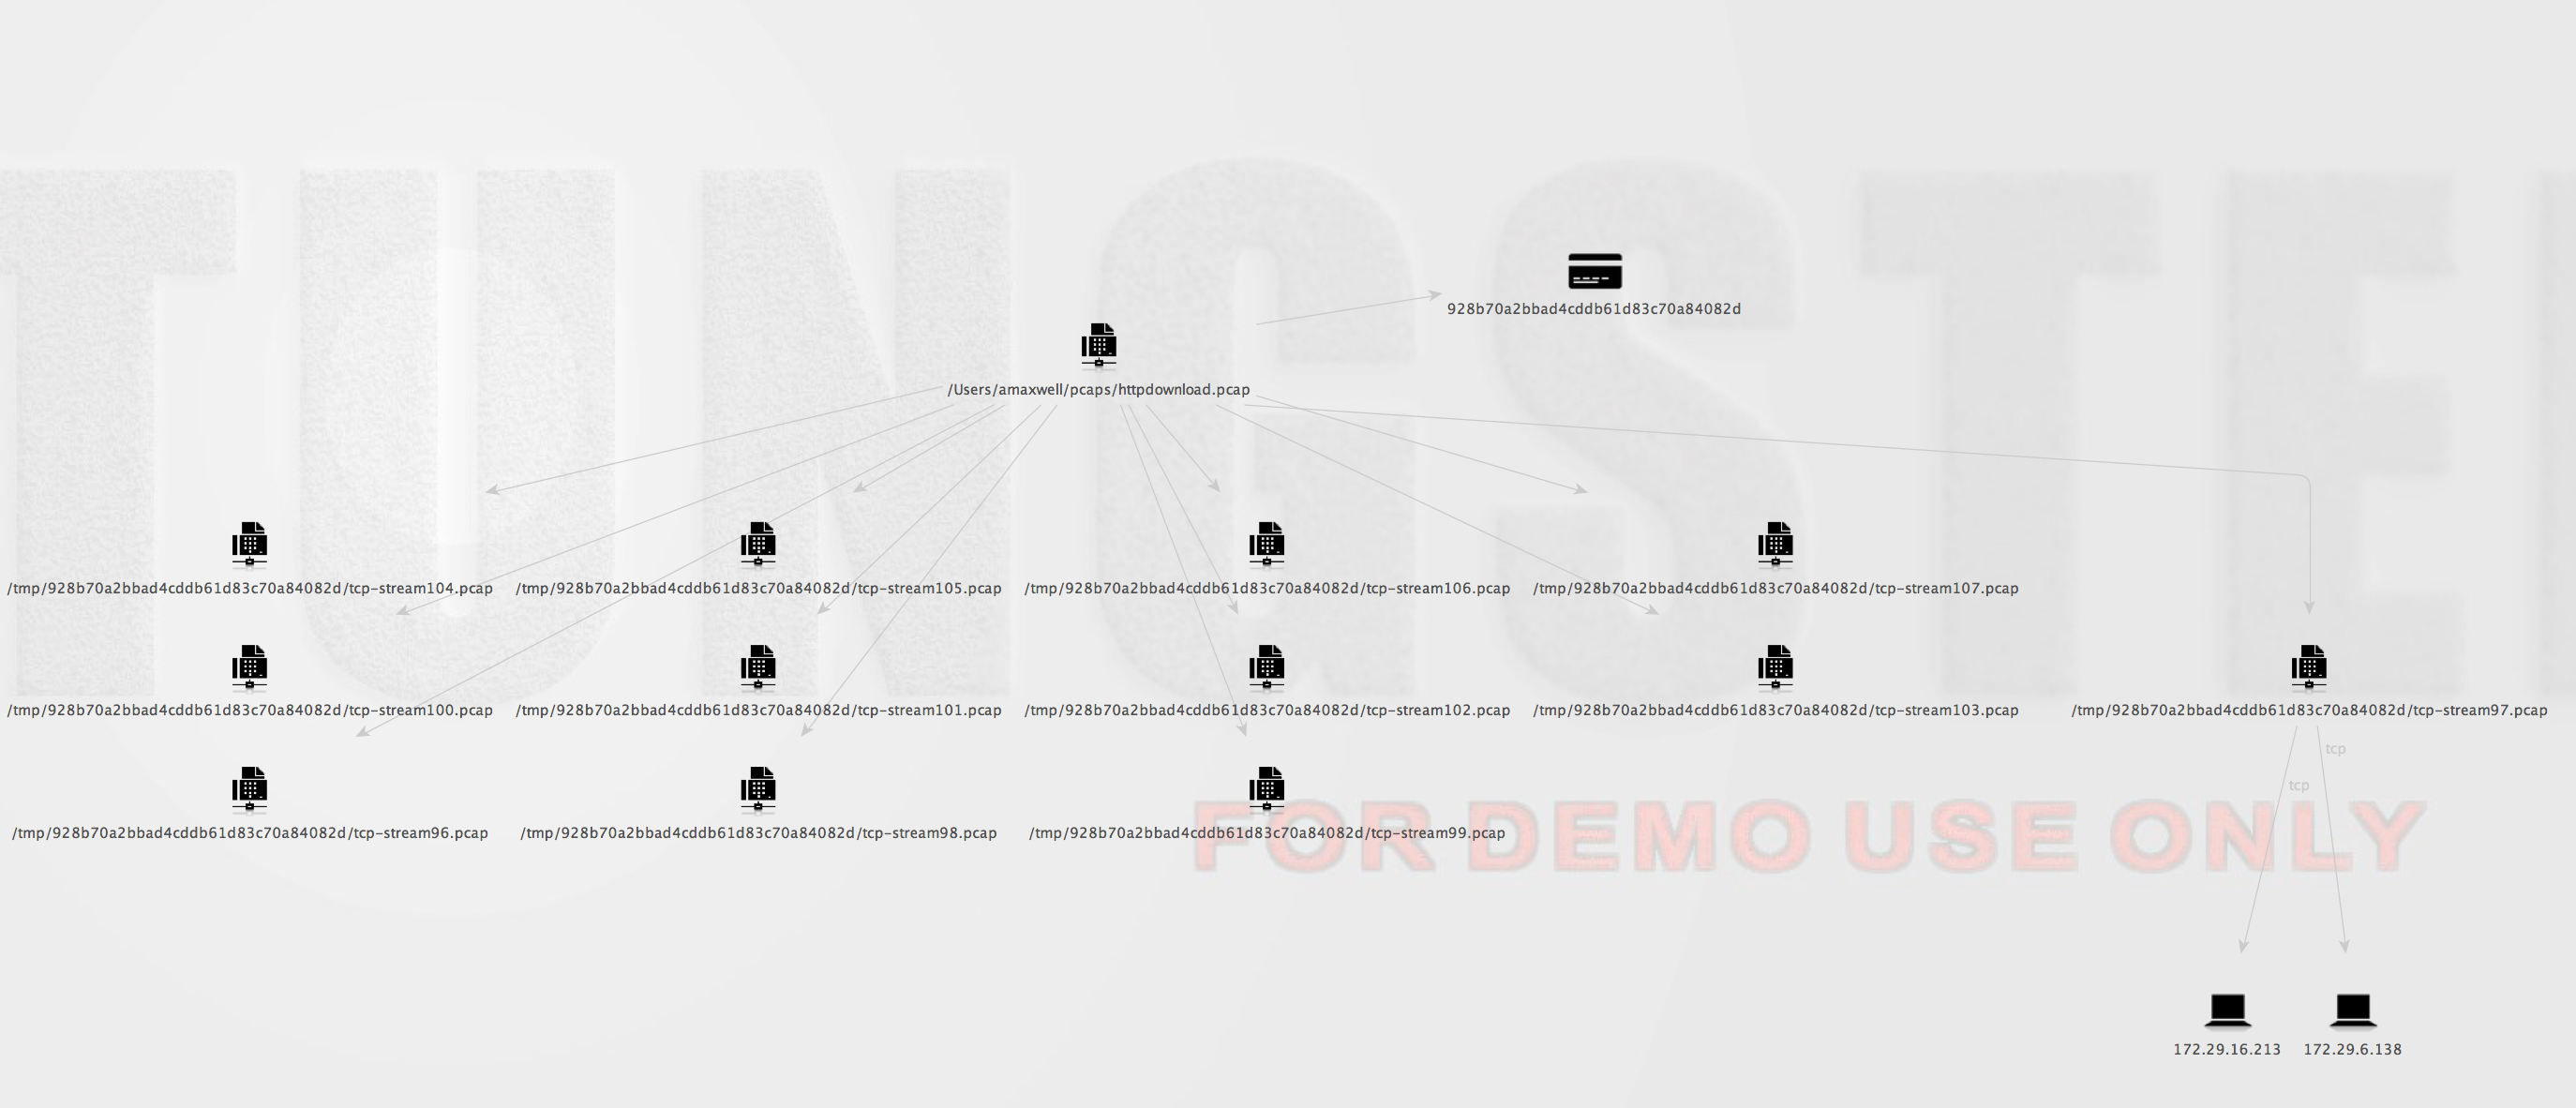 TUNGSTE
928b70a2bbad4cddb61d83c70a84082d
/Users/amaxwell/pcaps/httpdownload.pcap
/tmp/928b70a2bbad4cddb61d83c70a84082d/tcp-stream104.pcap
/tmp/928b70a2bbad4cddb61d83c70a84082d/tcp-stream105.pcap
/tmp/928b70a2bbad4cddb61d83c70a84082d/tcp-stream106.pcap
/tmp/928b70a2bbad4cddb61d83c70a84082d/tcp-stream107.pcap
/tmp/928b70a2bbad4cddb61d83c70a84082d/tcp-stream100.pcap
/tmp/928b70a2bbad4cddb61d83c70a84082d/tcp-stream101.pcap
/tmp/928b70a2bbad4cddb61d83c70a84082d/tcp-stream102.pcap
/tmp/928b70a2bbad4cddb61d83c70a84082d/tcp-stream103.pcap
/tmp/928b70a2bbad4cddb61d83c70a84082d/tcp-stream97.pcap
tcp
tcp
/tmp/928b70a2bbad4cddb61d83c70a84082d/tcp-stream96.pcap
/tmp/928b70a2bbad4cddb61d83c70a84082d/tcp-stream98.pcap
/tmp/928b70a2bbad4cddb61d83c70a84082d/tcp-stream99.pcap
FOR DEMO USE ONLY
172.29.16.213
172.29.6.138